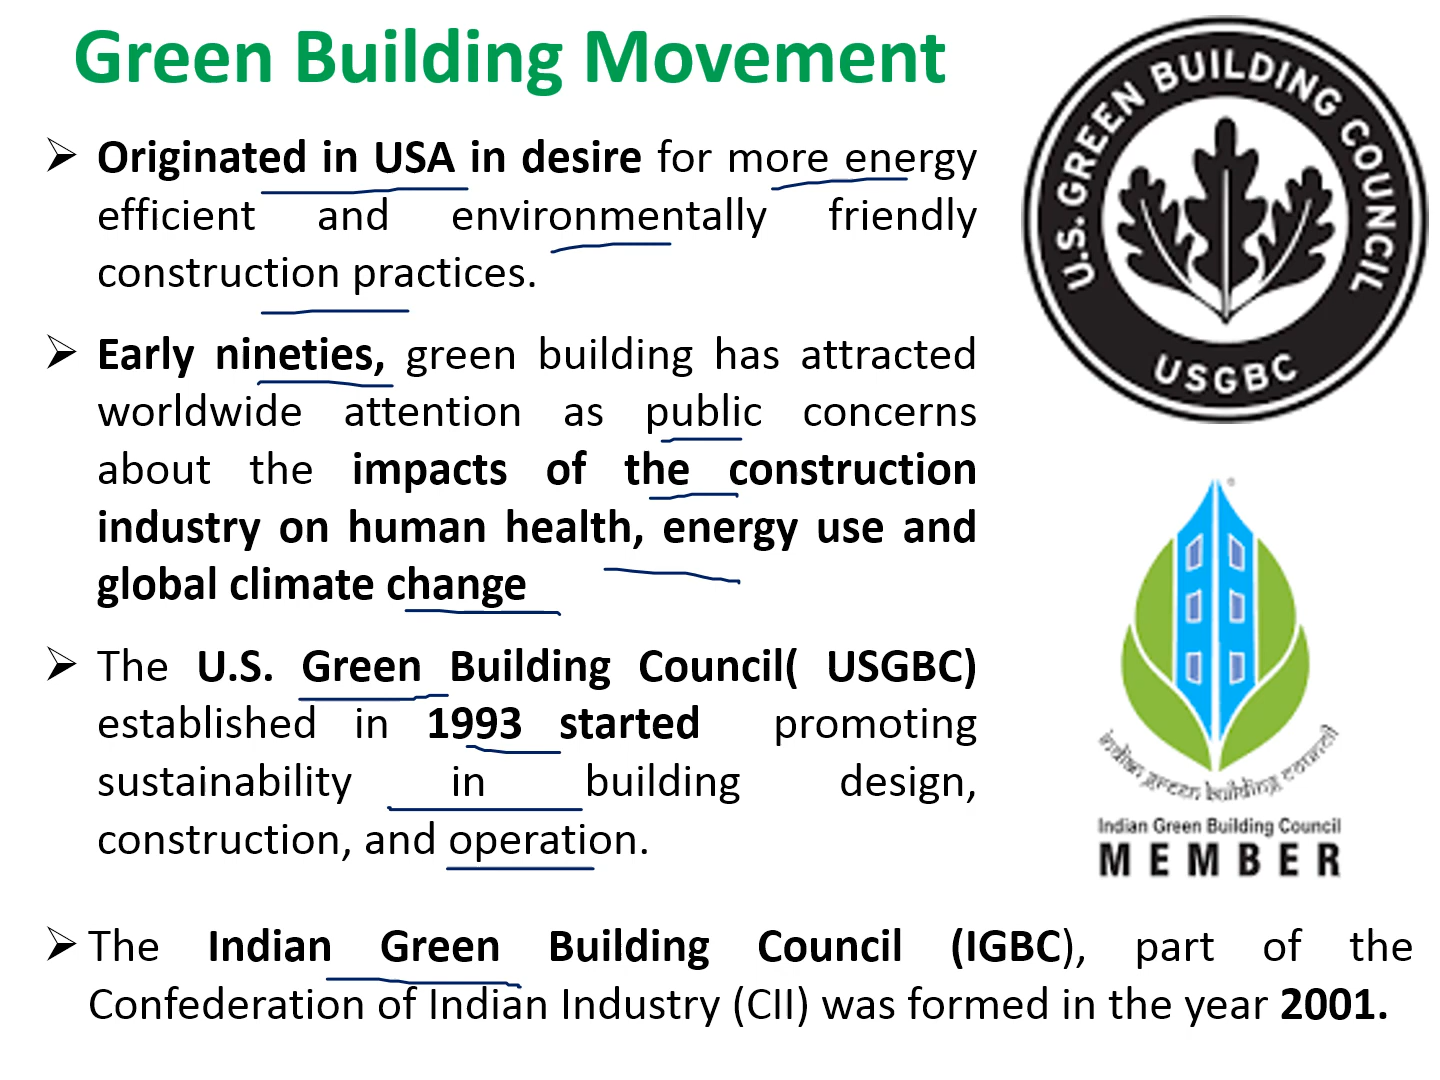 Green Building Movement
➢ Originated in USA in desire for more energy
efficient and environmentally friendly
construction practices.
➢ Early nineties, green building has attracted
worldwide attention as public concerns
about the impacts of the construction
industry on human health, energy use and
global climate change
➢ The U.S. Green Building Council( USGBC)
established in 1993 started promoting
sustainability in building design,
construction, and operation.
➢ The Indian Green Building Council (IGBC), part of the
Confederation of Indian Industry (CII) was formed in the year 2001.
U.S. GREEN BUILDING COUNCIL
USGBC
®
indian green building council
Indian Green Building Council
MEMBER